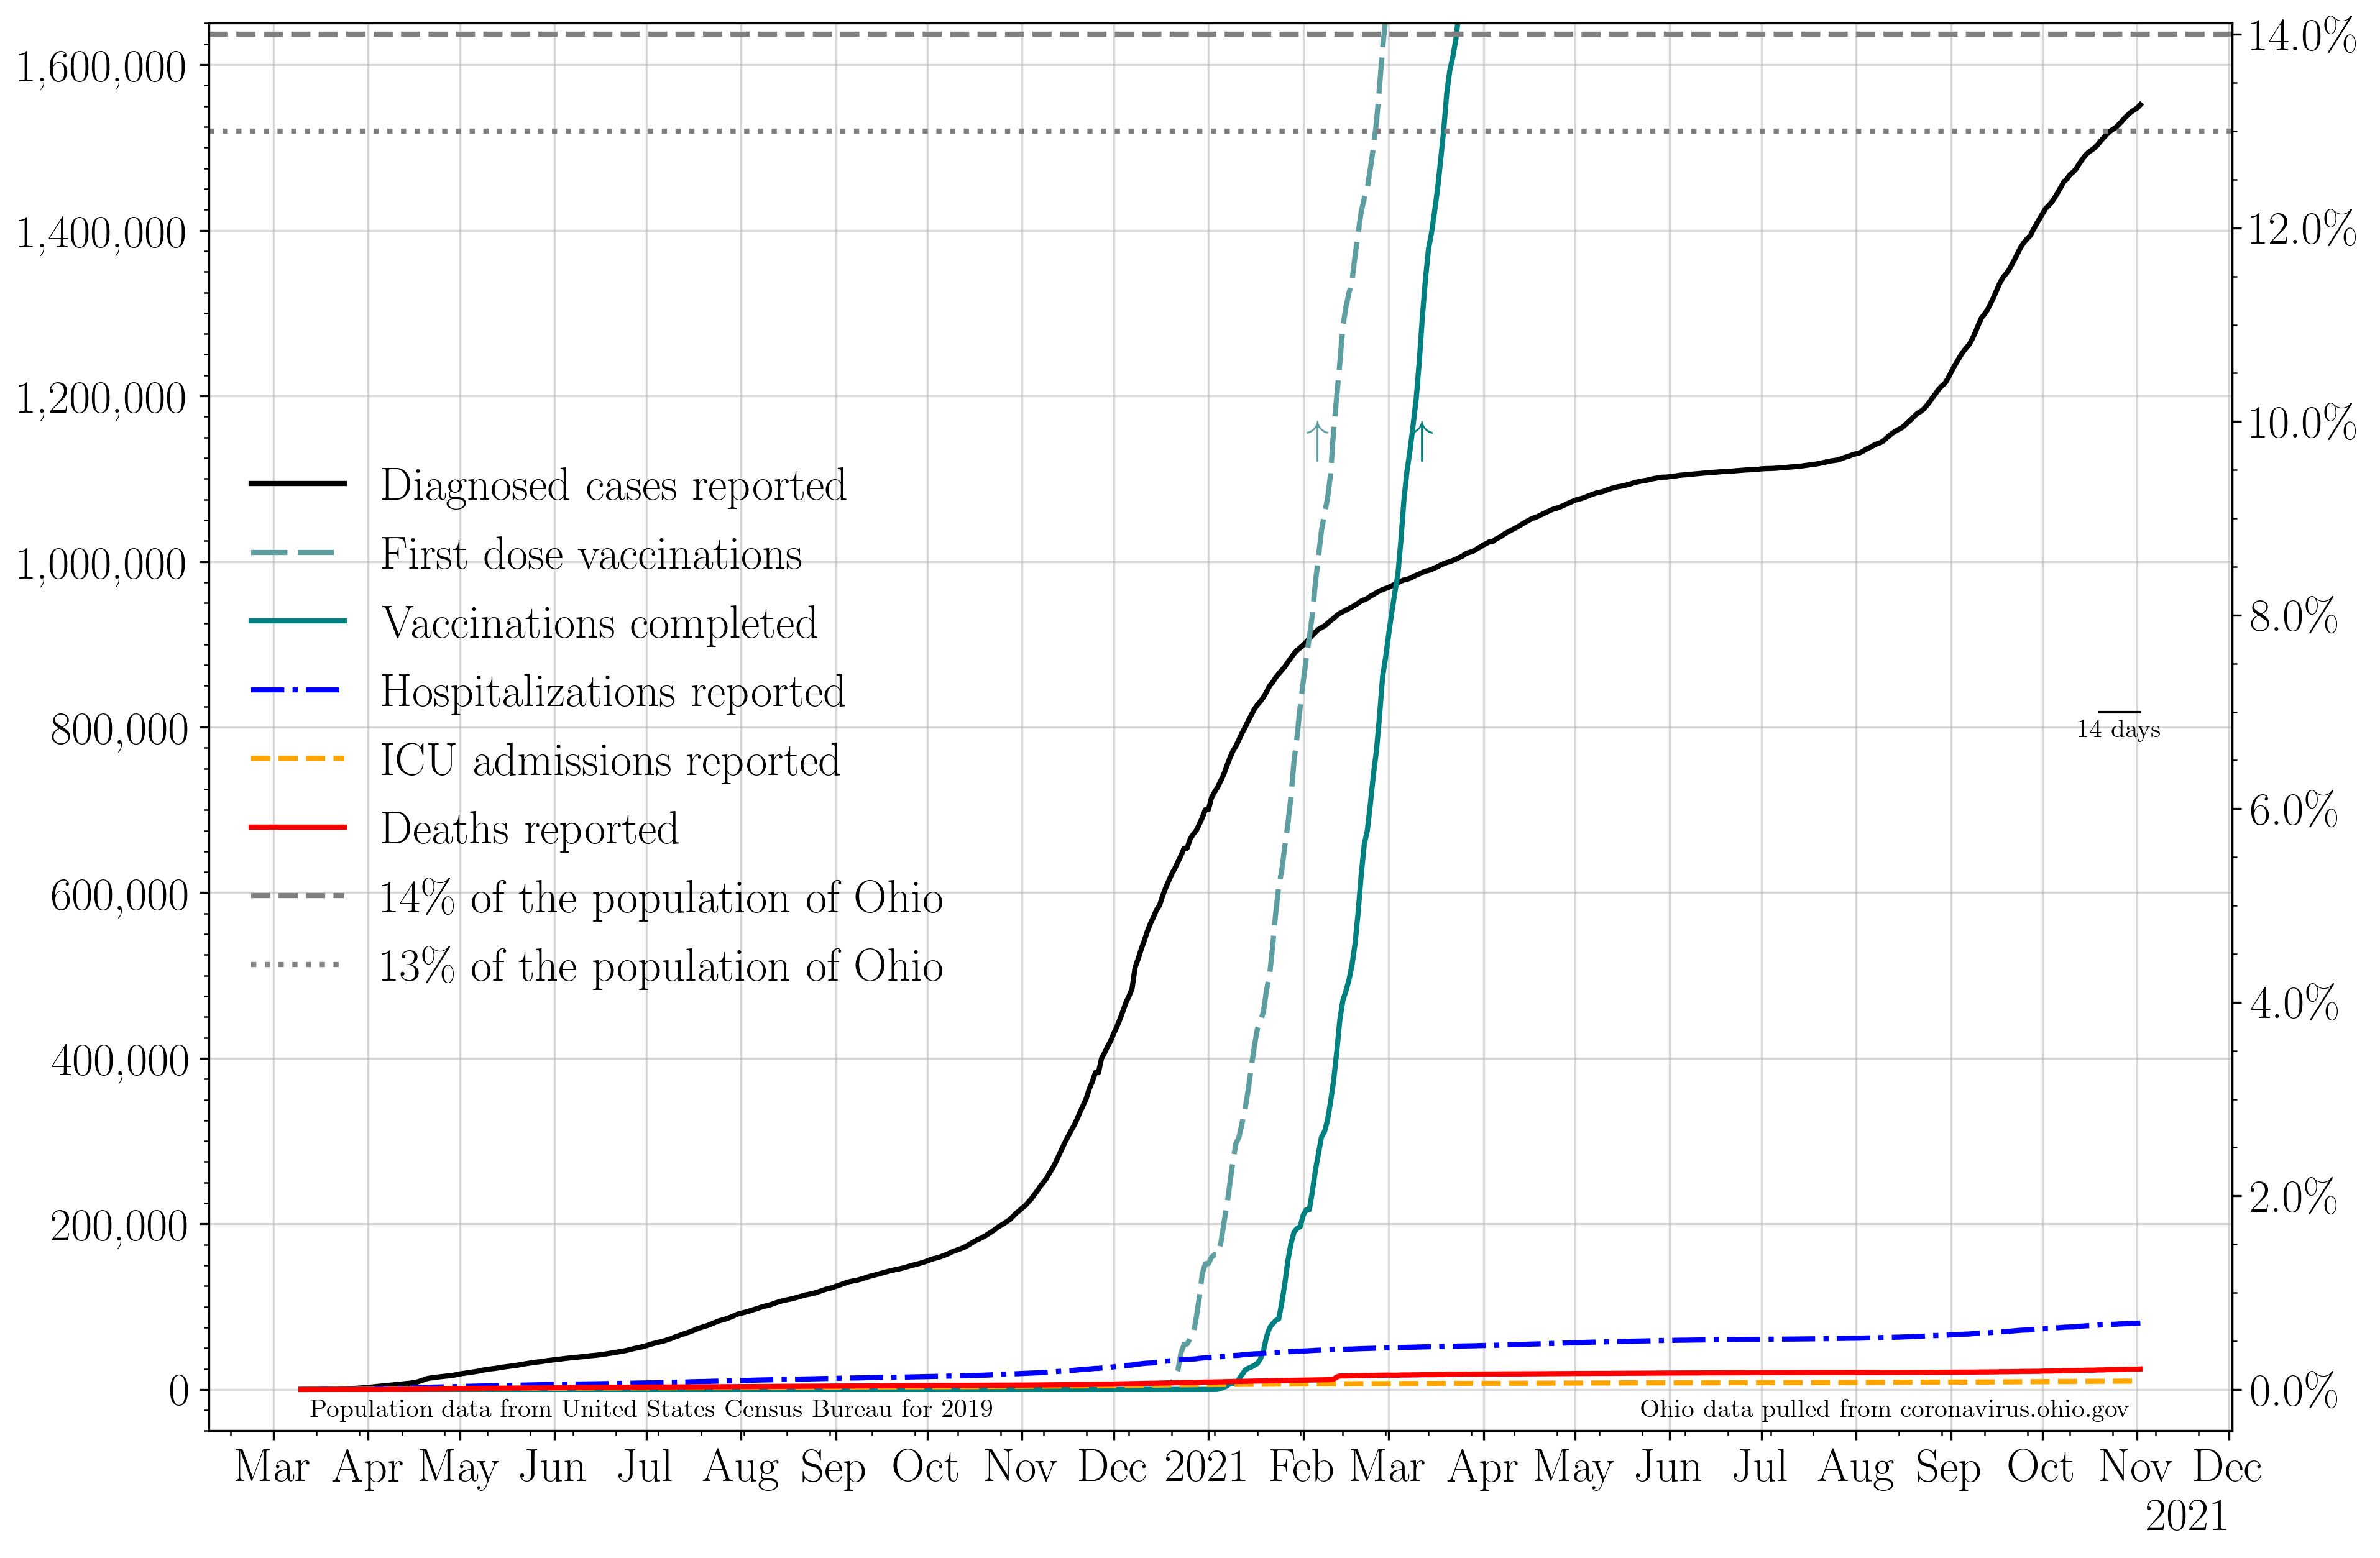 1,600,000
1,400,000
1,200,000
1,000,000
800,000
600,000
400,000
200,000
0
14.0%
12.0%
10.0%
8.0%
6.0%
4.0%
2.0%
0.0%
↑ ↑
Diagnosed cases reported
First dose vaccinations
Vaccinations completed
Hospitalizations reported
ICU admissions reported
Deaths reported
14% of the population of Ohio
13% of the population of Ohio
14 days
Population data from United States Census Bureau for 2019
Ohio data pulled from coronavirus.ohio.gov
Mar Apr May Jun Jul Aug Sep Oct Nov Dec 2021 Feb Mar Apr May Jun Jul Aug Sep Oct Nov Dec
2021